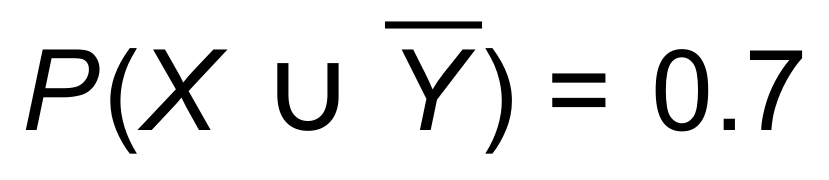 P(X ∪ Y̅) = 0.7